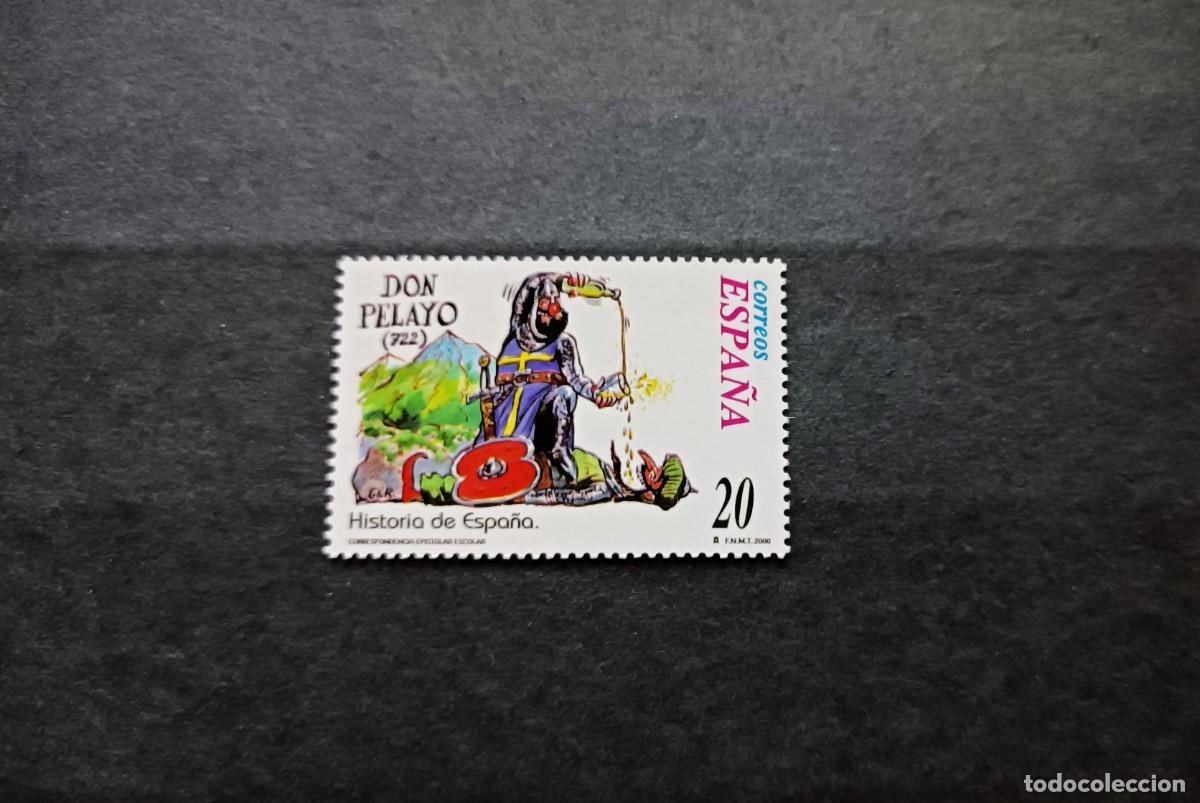 DON
PELAYO
(722)
correos
ESPAÑA
G&K
Historia de España.
CORRESPONDENCIA EPISTOLAR ESCOLAR
20
F.N.M.T. 2000
todocoleccion